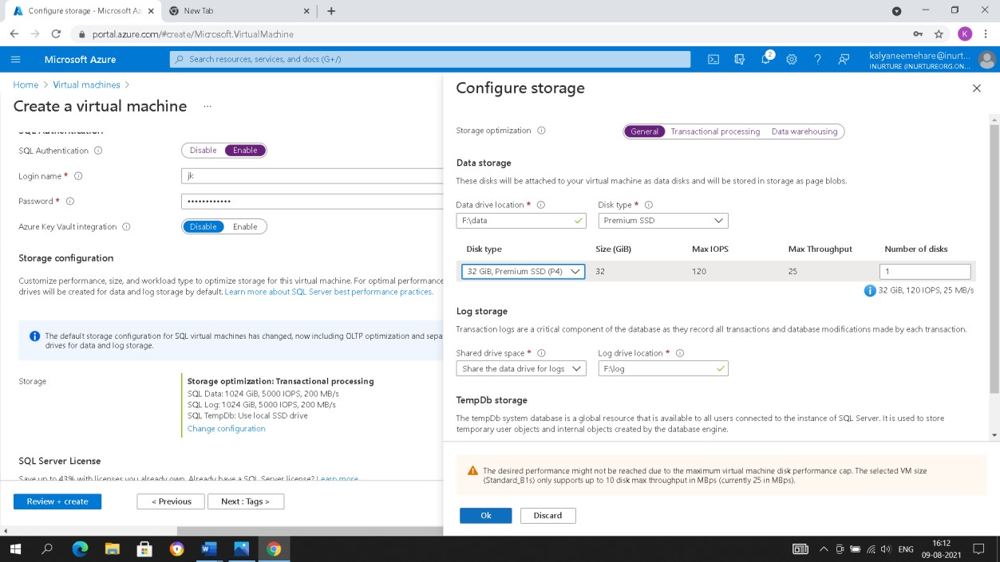 Configure storage - Microsoft Az
New Tab
portal.azure.com/#create/Microsoft.VirtualMachine
K
Microsoft Azure
Search resources, services, and docs (G+/)
2
kalyaneemehare@inurt...
INURTURE (INURTUREORG.ON...
Home > Virtual machines >
Create a virtual machine ...
SQL Authentication
SQL Authentication
Disable Enable
Login name *
jk
Password *
Azure Key Vault integration
Disable Enable
Storage configuration
Customize performance, size, and workload type to optimize storage for this virtual machine. For optimal performance
drives will be created for data and log storage by default. Learn more about SQL Server best performance practices.
The default storage configuration for SQL virtual machines has changed, now including OLTP optimization and sepa
drives for data and log storage.
Storage
Storage optimization: Transactional processing
SQL Data: 1024 GiB, 5000 IOPS, 200 MB/s
SQL Log: 1024 GiB, 5000 IOPS, 200 MB/s
SQL TempDb: Use local SSD drive
Change configuration
SQL Server License
Save up to 43% with licenses you already own. Already have a SQL Server license? Learn more
Review + create
< Previous
Next : Tags >
Configure storage
Storage optimization
General Transactional processing Data warehousing
Data storage
These disks will be attached to your virtual machine as data disks and will be stored in storage as page blobs.
Data drive location * Disk type *
F:\data Premium SSD
Disk type Size (GiB) Max IOPS Max Throughput Number of disks
32 GiB, Premium SSD (P4) 32 120 25 1
32 GiB, 120 IOPS, 25 MB/s
Log storage
Transaction logs are a critical component of the database as they record all transactions and database modifications made by each transaction.
Shared drive space * Log drive location *
Share the data drive for logs F:\log
TempDb storage
The tempDb system database is a global resource that is available to all users connected to the instance of SQL Server. It is used to store
temporary user objects and internal objects created by the database engine.
The desired performance might not be reached due to the maximum virtual machine disk performance cap. The selected VM size
(Standard_B1s) only supports up to 10 disk max throughput in MBps (currently 25 in MBps).
Ok
Discard
ENG
16:12
09-08-2021